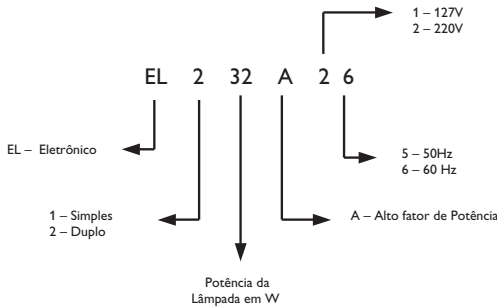 1 – 127V
2 – 220V
EL 2 32 A 2 6
EL – Eletrônico
5 – 50Hz
6 – 60 Hz
1 – Simples
2 – Duplo
A – Alto fator de Potência
Potência da
Lâmpada em W